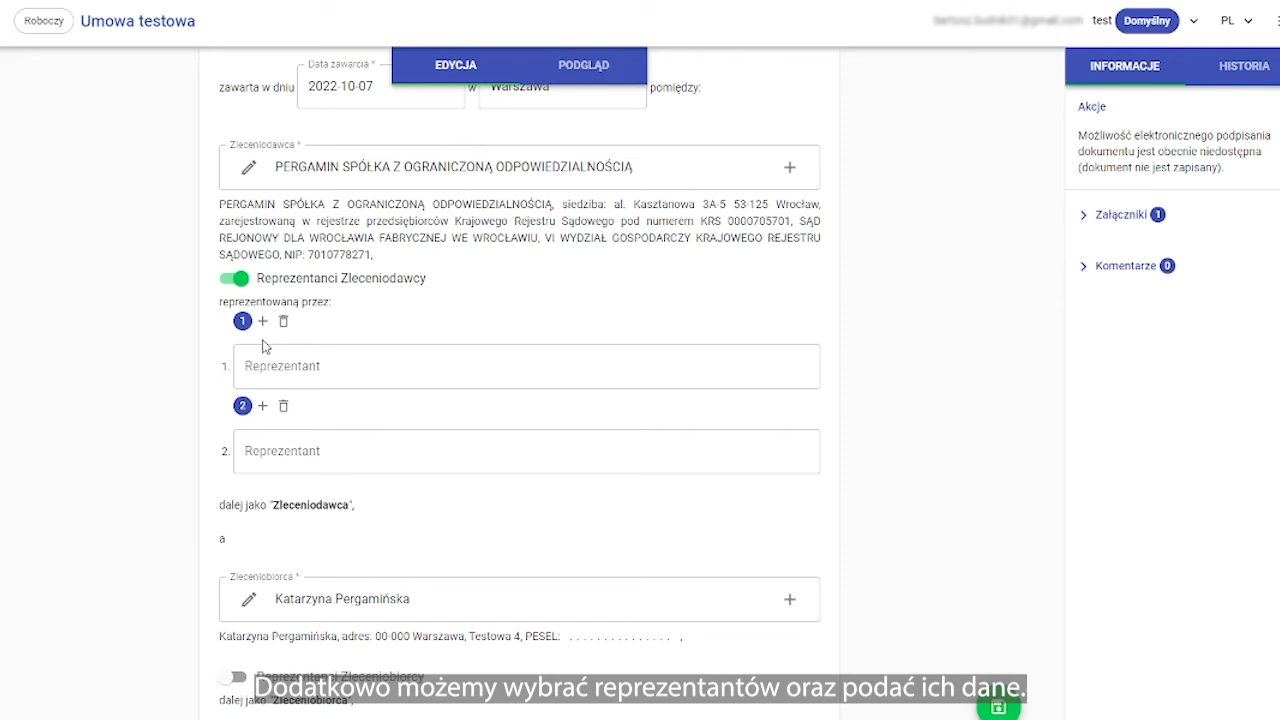 Roboczy
Umowa testowa
test
Domyślny
PL
EDYCJA
PODGLĄD
INFORMACJE
HISTORIA
Data zawarcia *
zawarta w dniu
2022-10-07
w
Warszawa
pomiędzy:
Akcje
Możliwość elektronicznego podpisania
dokumentu jest obecnie niedostępna
(dokument nie jest zapisany).
Załączniki 1
Komentarze 0
Zleceniodawca *
PERGAMIN SPÓŁKA Z OGRANICZONĄ ODPOWIEDZIALNOŚCIĄ
PERGAMIN SPÓŁKA Z OGRANICZONĄ ODPOWIEDZIALNOŚCIĄ, siedziba: al. Kasztanowa 3A-5 53-125 Wrocław,
zarejestrowaną w rejestrze przedsiębiorców Krajowego Rejestru Sądowego pod numerem KRS 0000705701, SĄD
REJONOWY DLA WROCŁAWIA FABRYCZNEJ WE WROCŁAWIU, VI WYDZIAŁ GOSPODARCZY KRAJOWEGO REJESTRU
SĄDOWEGO, NIP: 7010778271,
Reprezentanci Zleceniodawcy
reprezentowaną przez:
1
1. Reprezentant
2
2. Reprezentant
dalej jako "Zleceniodawca",
a
Zleceniobiorca *
Katarzyna Pergamińska
Katarzyna Pergamińska, adres: 00-000 Warszawa, Testowa 4, PESEL: . . . . . . . . . . . . . . . ,
Reprezentanci Zleceniobiorcy
dalej jako "Zleceniobiorca",
Dodatkowo możemy wybrać reprezentantów oraz podać ich dane.